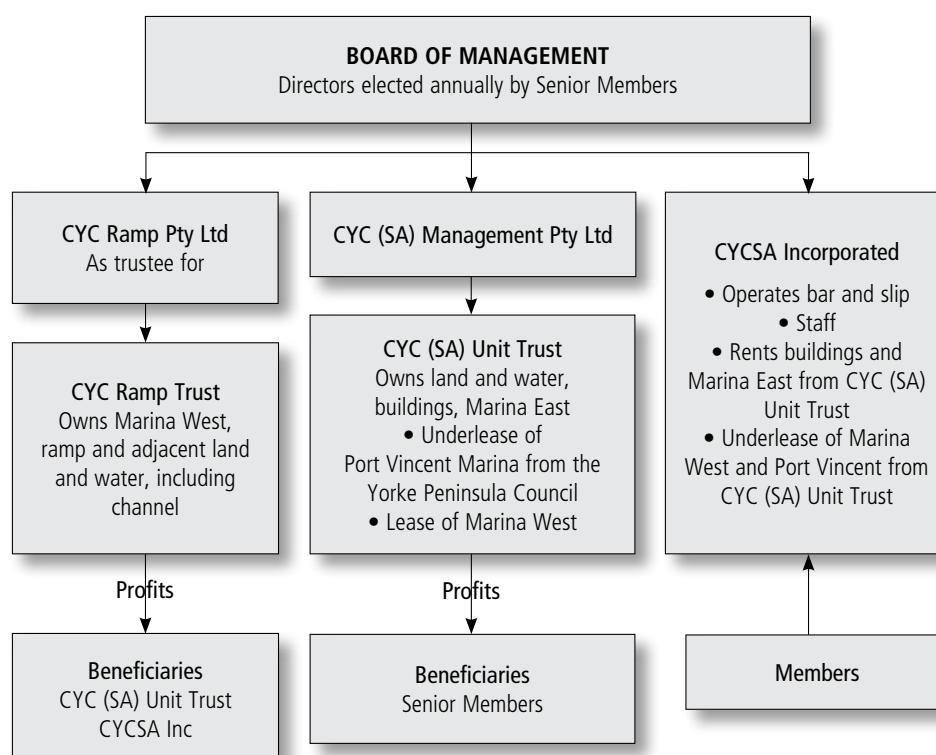 BOARD OF MANAGEMENT
Directors elected annually by Senior Members
CYC Ramp Pty Ltd
As trustee for
CYC (SA) Management Pty Ltd
CYCSA Incorporated
• Operates bar and slip
• Staff
• Rents buildings and
Marina East from CYC (SA)
Unit Trust
• Underlease of Marina
West and Port Vincent from
CYC (SA) Unit Trust
CYC Ramp Trust
Owns Marina West,
ramp and adjacent land
and water, including
channel
CYC (SA) Unit Trust
Owns land and water,
buildings, Marina East
• Underlease of
Port Vincent Marina from the
Yorke Peninsula Council
• Lease of Marina West
Profits
Profits
Beneficiaries
CYC (SA) Unit Trust
CYCSA Inc
Beneficiaries
Senior Members
Members